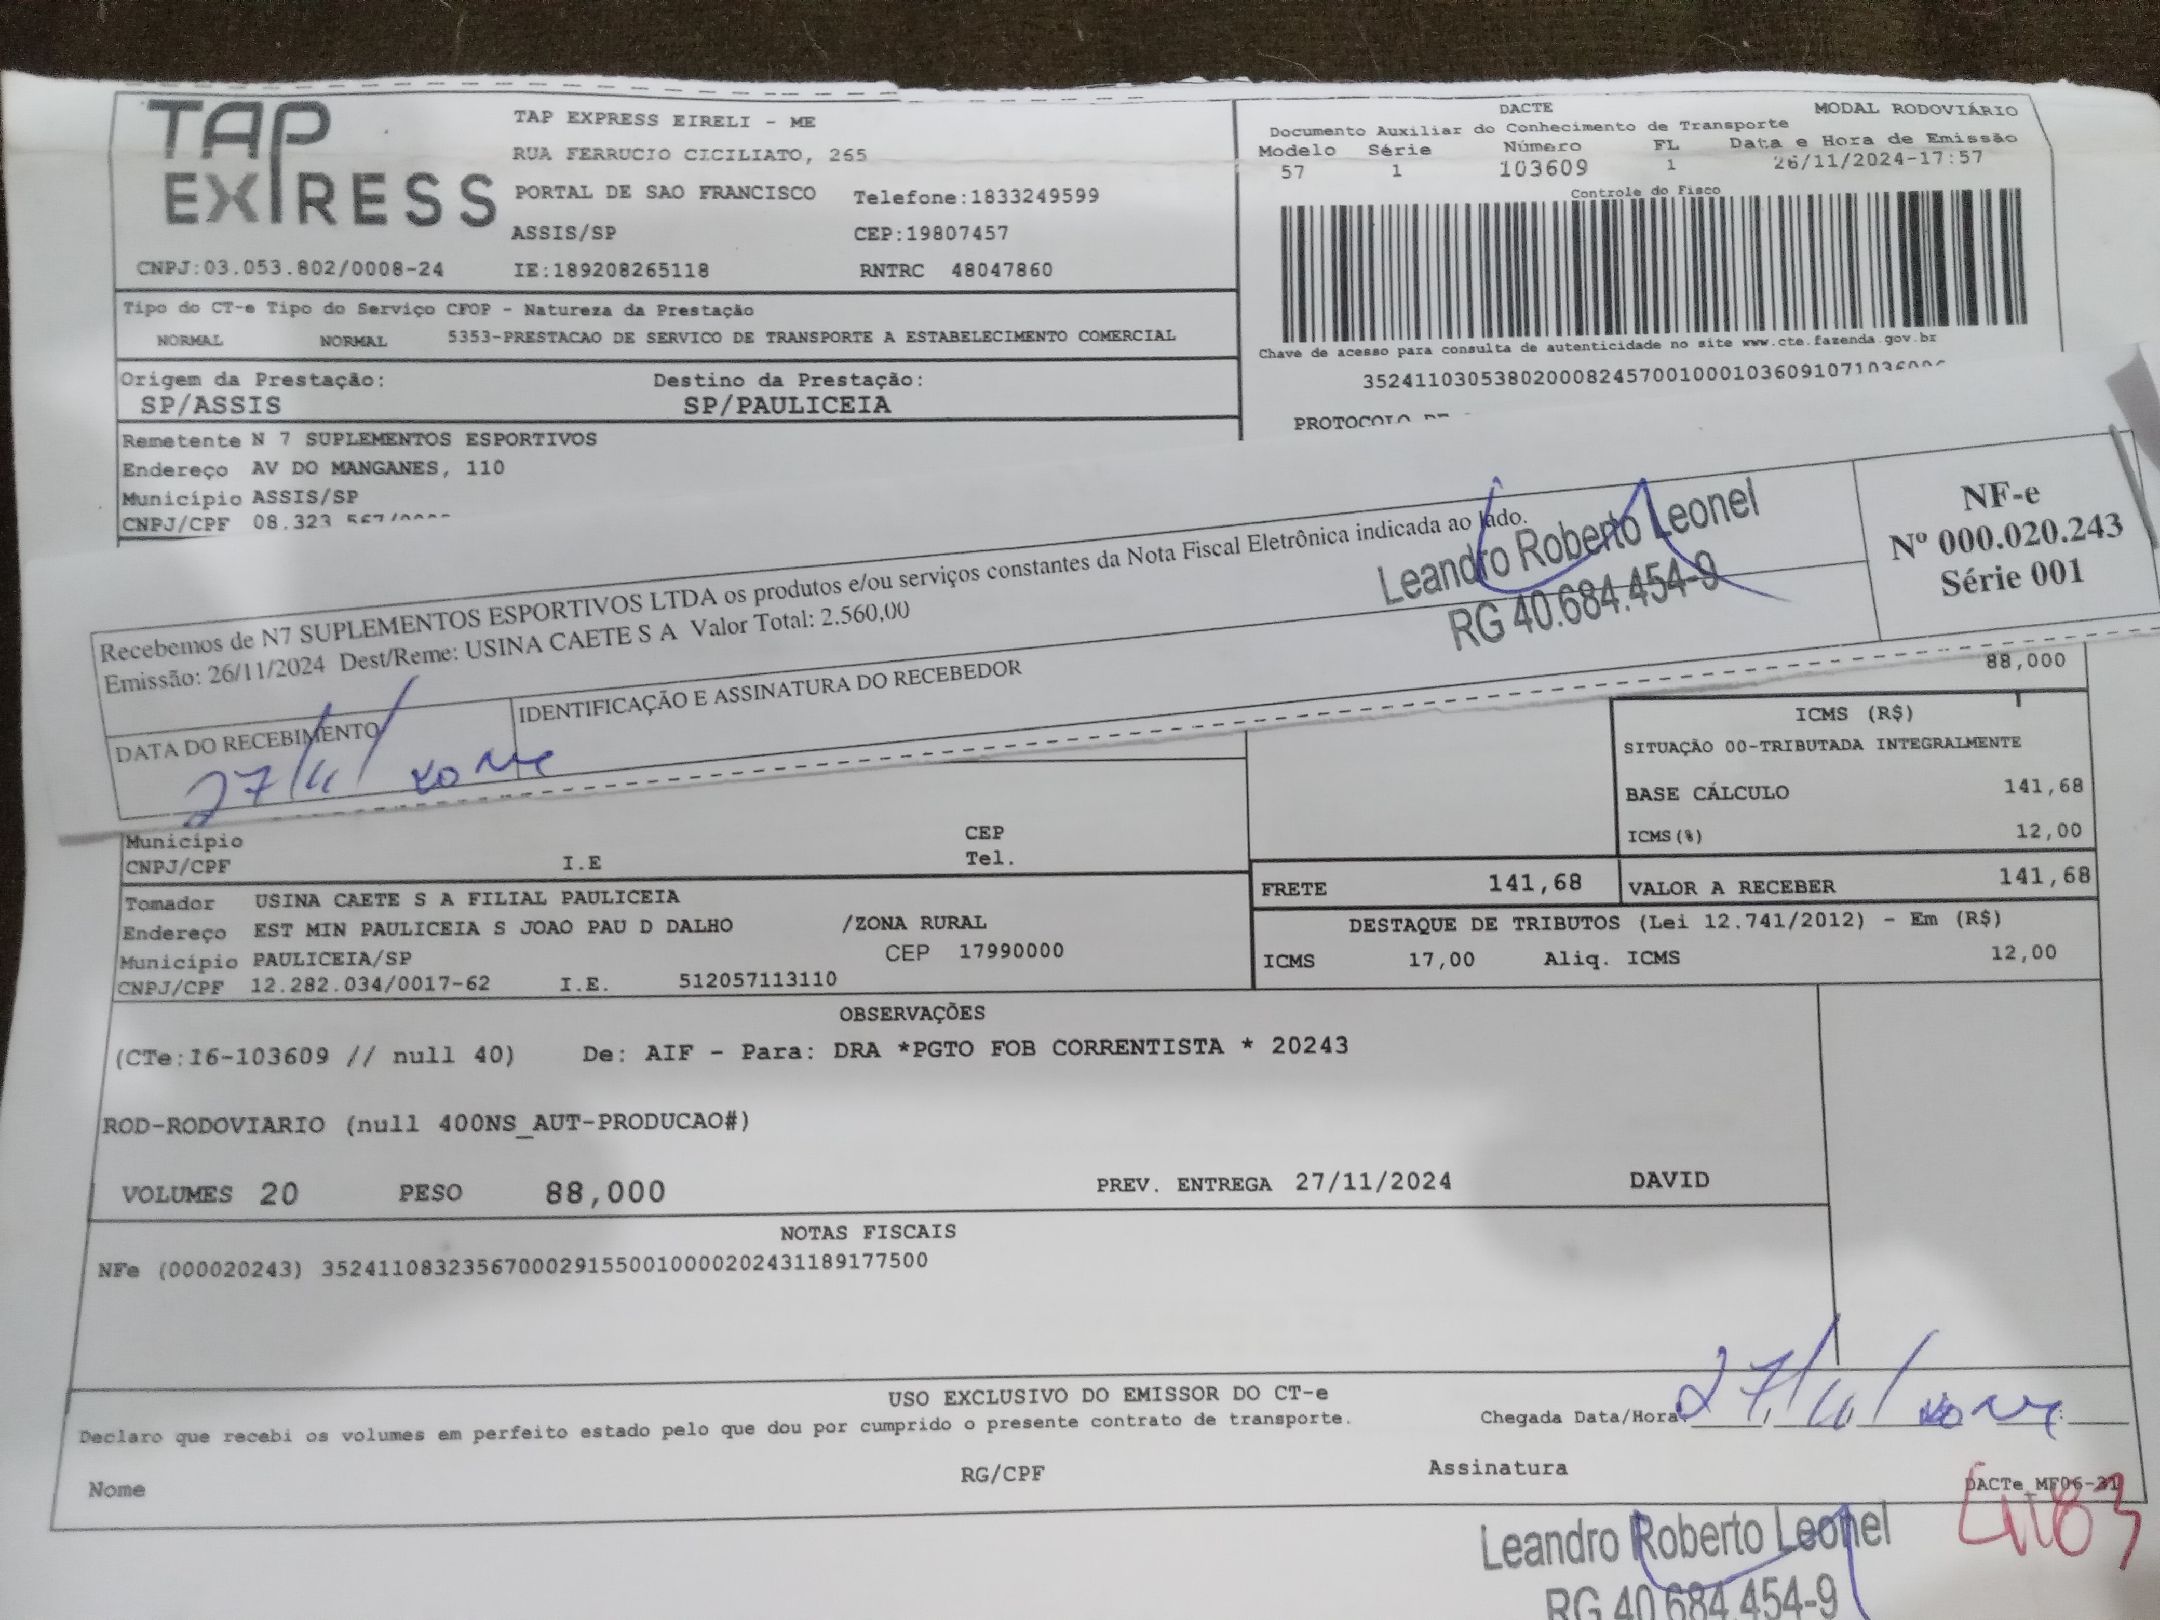 TAP EXPRESS
TAP EXPRESS EIRELI - ME
RUA FERRUCIO CICILIATO, 265
PORTAL DE SAO FRANCISCO Telefone:1833249599
ASSIS/SP CEP:19807457
CNPJ:03.053.802/0008-24 IE:189208265118 RNTRC 48047860
DACTE MODAL RODOVIÁRIO
Documento Auxiliar do Conhecimento de Transporte
Modelo Série Número FL Data e Hora de Emissão
57 1 103609 1 26/11/2024-17:57
Controle do Fisco
Chave de acesso para consulta de autenticidade no site www.cte.fazenda.gov.br
Tipo do CT-e Tipo do Serviço CFOP - Natureza da Prestação
NORMAL NORMAL 5353-PRESTACAO DE SERVICO DE TRANSPORTE A ESTABELECIMENTO COMERCIAL
Origem da Prestação: Destino da Prestação:
SP/ASSIS SP/PAULICEIA
Remetente N 7 SUPLEMENTOS ESPORTIVOS
Endereço AV DO MANGANES, 110
Município ASSIS/SP
CNPJ/CPF
Recebemos de N7 SUPLEMENTOS ESPORTIVOS LTDA os produtos e/ou serviços constantes da Nota Fiscal Eletrônica indicada ao lado.
Emissão: 26/11/2024 Dest/Reme: USINA CAETE S A Valor Total: 2.560,00
DATA DO RECEBIMENTO IDENTIFICAÇÃO E ASSINATURA DO RECEBEDOR
27/11/
Leandro Roberto Leonel
RG 40.684.454-9
NF-e
Nº 000.020.243
Série 001
88,000
ICMS (R$)
SITUAÇÃO 00-TRIBUTADA INTEGRALMENTE
BASE CÁLCULO 141,68
ICMS(%) 12,00
Município CEP
CNPJ/CPF I.E Tel.
FRETE 141,68 VALOR A RECEBER 141,68
Tomador USINA CAETE S A FILIAL PAULICEIA
Endereço EST MIN PAULICEIA S JOAO PAU D DALHO /ZONA RURAL
Município PAULICEIA/SP CEP 17990000
CNPJ/CPF 12.282.034/0017-62 I.E. 512057113110
DESTAQUE DE TRIBUTOS (Lei 12.741/2012) - Em (R$)
ICMS 17,00 Aliq. ICMS 12,00
OBSERVAÇÕES
(CTe:16-103609 // null 40) De: AIF - Para: DRA *PGTO FOB CORRENTISTA * 20243
ROD-RODOVIARIO (null 400NS_AUT-PRODUCAO#)
VOLUMES 20 PESO 88,000 PREV. ENTREGA 27/11/2024 DAVID
NOTAS FISCAIS
NFe (000020243) 35241108323567000291550010000202431189177500
USO EXCLUSIVO DO EMISSOR DO CT-e
Declaro que recebi os volumes em perfeito estado pelo que dou por cumprido o presente contrato de transporte. Chegada Data/Hora 27/11/
Nome RG/CPF Assinatura
Leandro Roberto Leonel
RG 40.684.454-9